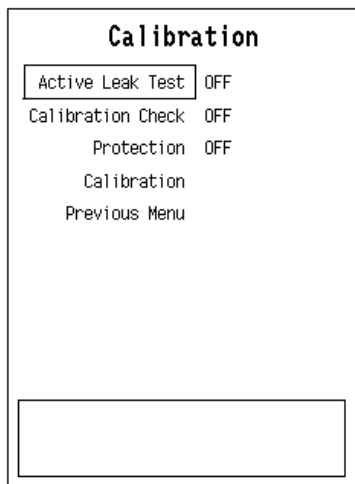 Calibration
Active Leak Test OFF
Calibration Check OFF
Protection OFF
Calibration
Previous Menu